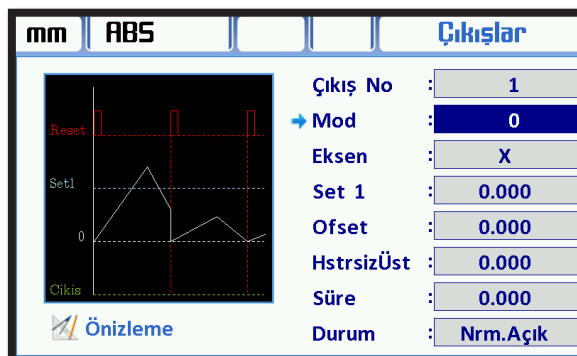 mm ABS Çıkışlar
Çıkış No : 1
Mod : 0
Eksen : X
Set 1 : 0.000
Ofset : 0.000
HstrsizÜst : 0.000
Süre : 0.000
Durum : Nrm.Açık
Reset
Set1
0
Cikis
Önizleme